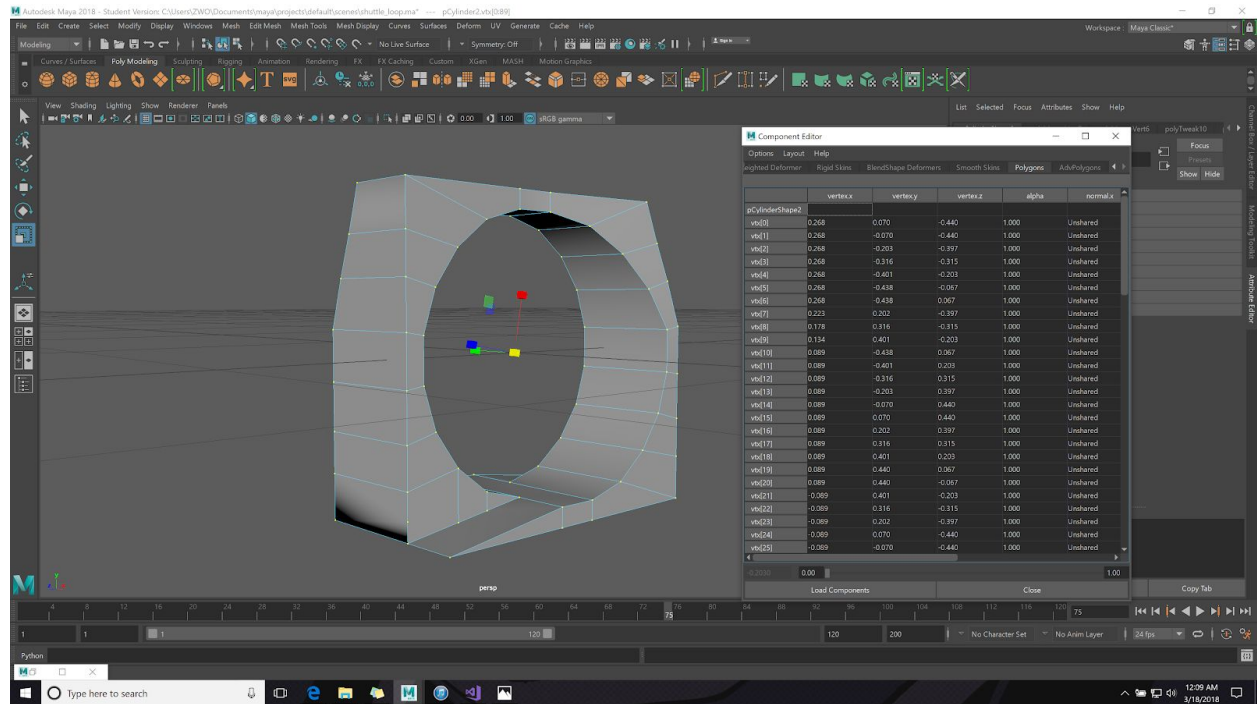 Autodesk Maya 2018 - Student Version: C:\Users\ZWO\Documents\maya\projects\default\scenes\shuttle_loop.ma* --- pCylinder2.vtx[0:89]
File Edit Create Select Modify Display Windows Mesh Edit Mesh Mesh Tools Mesh Display Curves Surfaces Deform UV Generate Cache Help
Workspace: Maya Classic*
Modeling No Live Surface Symmetry: Off Sign In
Curves / Surfaces Poly Modeling Sculpting Rigging Animation Rendering FX FX Caching Custom XGen MASH Motion Graphics
T SVG 0,0,0
View Shading Lighting Show Renderer Panels
List Selected Focus Attributes Show Help
0.00 1.00 sRGB gamma
Vert6 polyTweak10
Focus
Presets
Show Hide
Channel Box / Layer Editor
Modeling Toolkit
Attribute Editor
Component Editor
Options Layout Help
eighted Deformer Rigid Skins BlendShape Deformers Smooth Skins Polygons AdvPolygons
vertex.x vertex.y vertex.z alpha normal.x
pCylinderShape2
vtx[0] 0.268 0.070 -0.440 1.000 Unshared
vtx[1] 0.268 -0.070 -0.440 1.000 Unshared
vtx[2] 0.268 -0.203 -0.397 1.000 Unshared
vtx[3] 0.268 -0.316 -0.315 1.000 Unshared
vtx[4] 0.268 -0.401 -0.203 1.000 Unshared
vtx[5] 0.268 -0.438 -0.067 1.000 Unshared
vtx[6] 0.268 -0.438 0.067 1.000 Unshared
vtx[7] 0.223 0.202 -0.397 1.000 Unshared
vtx[8] 0.178 0.316 -0.315 1.000 Unshared
vtx[9] 0.134 0.401 -0.203 1.000 Unshared
vtx[10] 0.089 -0.438 0.067 1.000 Unshared
vtx[11] 0.089 -0.401 0.203 1.000 Unshared
vtx[12] 0.089 -0.316 0.315 1.000 Unshared
vtx[13] 0.089 -0.203 0.397 1.000 Unshared
vtx[14] 0.089 -0.070 0.440 1.000 Unshared
vtx[15] 0.089 0.070 0.440 1.000 Unshared
vtx[16] 0.089 0.202 0.397 1.000 Unshared
vtx[17] 0.089 0.316 0.315 1.000 Unshared
vtx[18] 0.089 0.401 0.203 1.000 Unshared
vtx[19] 0.089 0.440 0.067 1.000 Unshared
vtx[20] 0.089 0.440 -0.067 1.000 Unshared
vtx[21] -0.089 0.401 -0.203 1.000 Unshared
vtx[22] -0.089 0.316 -0.315 1.000 Unshared
vtx[23] -0.089 0.202 -0.397 1.000 Unshared
vtx[24] -0.089 0.070 -0.440 1.000 Unshared
vtx[25] -0.089 -0.070 -0.440 1.000 Unshared
0.00 1.00
Load Components Close
Copy Tab
persp
4 8 12 16 20 24 28 32 36 40 44 48 52 56 60 64 68 72 75 76 80 84 88 92 96 100 104 108 112 116 120 75
1 1 1 120 120 200 No Character Set No Anim Layer 24 fps
Python
Type here to search
12:09 AM
3/18/2018